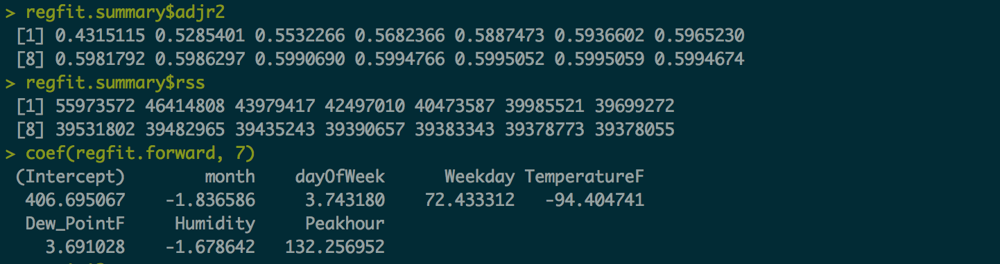 > regfit.summary$adjr2
[1] 0.4315115 0.5285401 0.5532266 0.5682366 0.5887473 0.5936602 0.5965230
[8] 0.5981792 0.5986297 0.5990690 0.5994766 0.5995052 0.5995059 0.5994674
> regfit.summary$rss
[1] 55973572 46414808 43979417 42497010 40473587 39985521 39699272
[8] 39531802 39482965 39435243 39390657 39383343 39378773 39378055
> coef(regfit.forward, 7)
(Intercept) month dayOfWeek Weekday TemperatureF
406.695067 -1.836586 3.743180 72.433312 -94.404741
Dew_PointF Humidity Peakhour
3.691028 -1.678642 132.256952